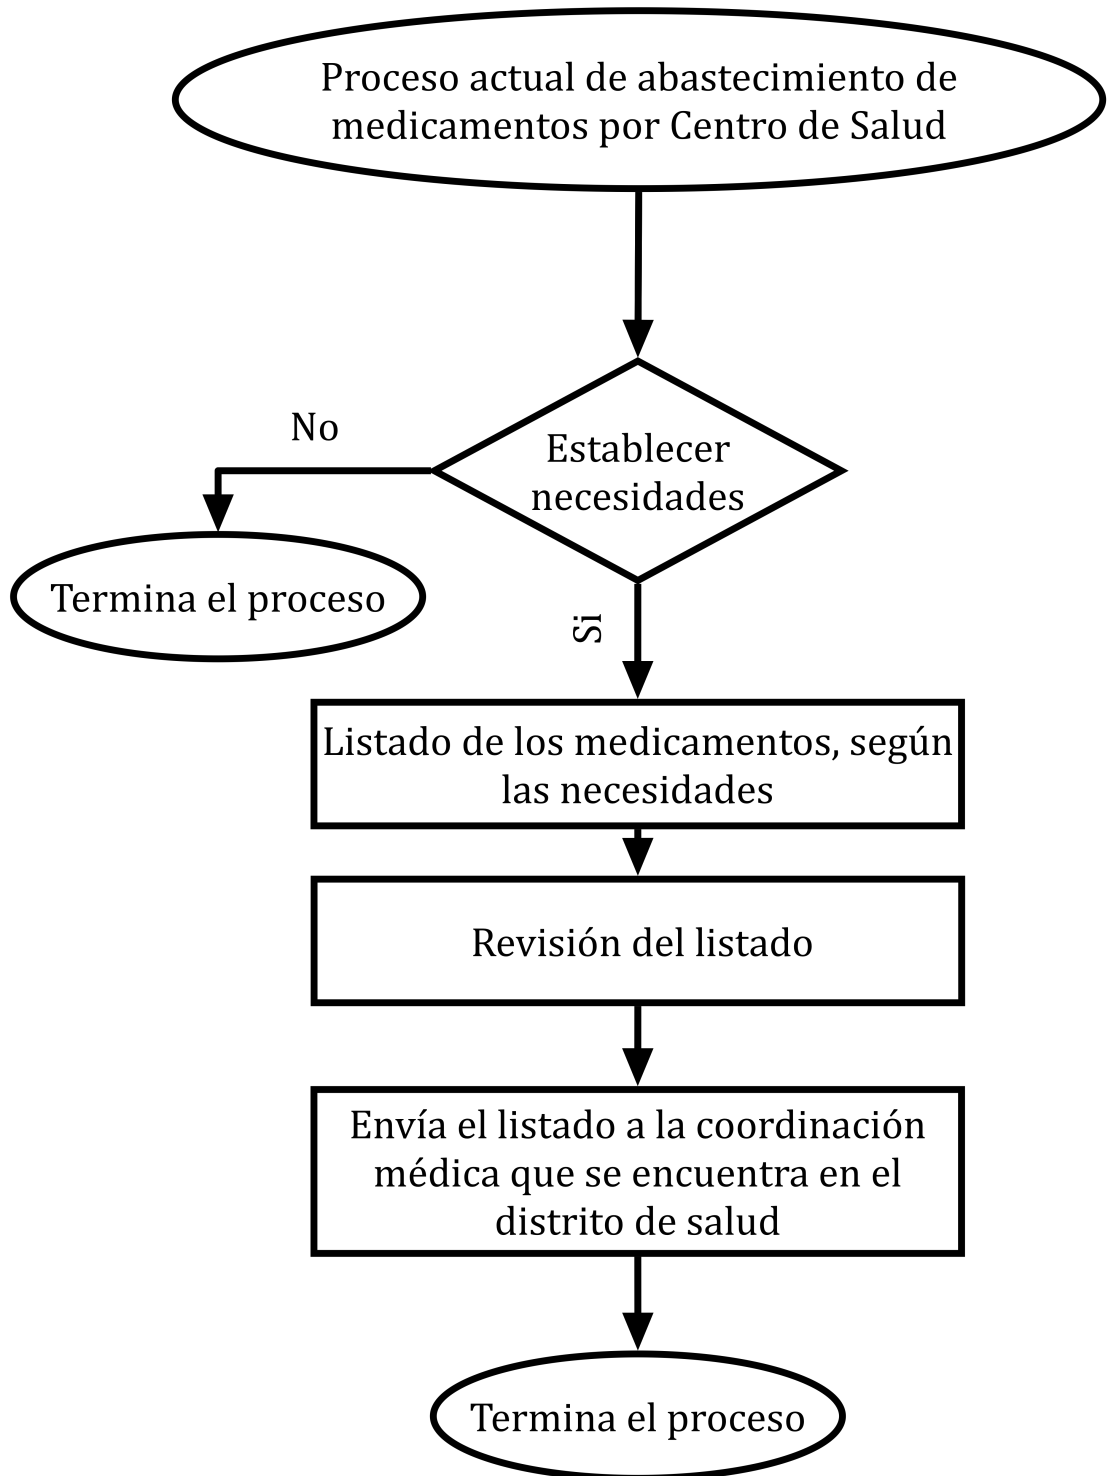 Proceso actual de abastecimiento de
medicamentos por Centro de Salud
No
Establecer
necesidades
Termina el proceso
Si
Listado de los medicamentos, según
las necesidades
Revisión del listado
Envía el listado a la coordinación
médica que se encuentra en el
distrito de salud
Termina el proceso